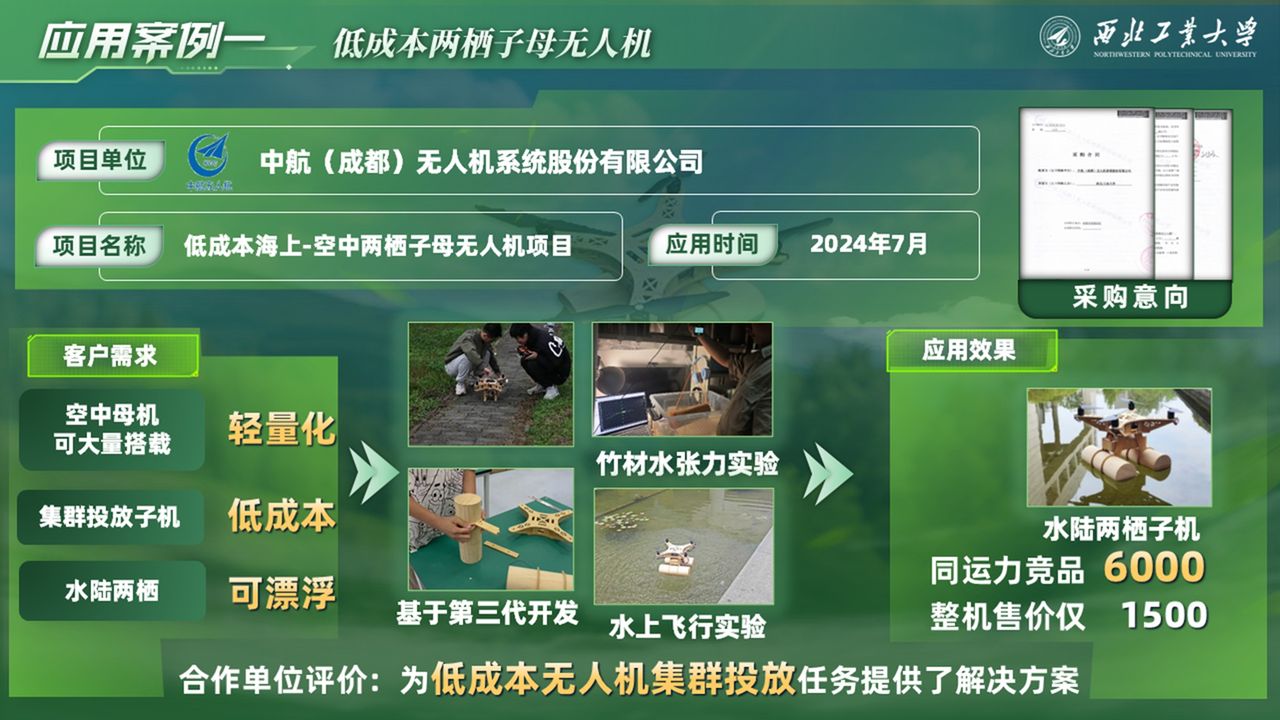 应用案例一
低成本两栖子母无人机
西北工业大学
NORTHWESTERN POLYTECHNICAL UNIVERSITY
项目单位
中航（成都）无人机系统股份有限公司
项目名称
低成本海上-空中两栖子母无人机项目
应用时间
2024年7月
采购合同
采购意向
客户需求
空中母机
可大量搭载
轻量化
集群投放子机
低成本
水陆两栖
可漂浮
竹材水张力实验
基于第三代开发
水上飞行实验
应用效果
水陆两栖子机
同运力竞品 6000
整机售价仅 1500
合作单位评价：为低成本无人机集群投放任务提供了解决方案